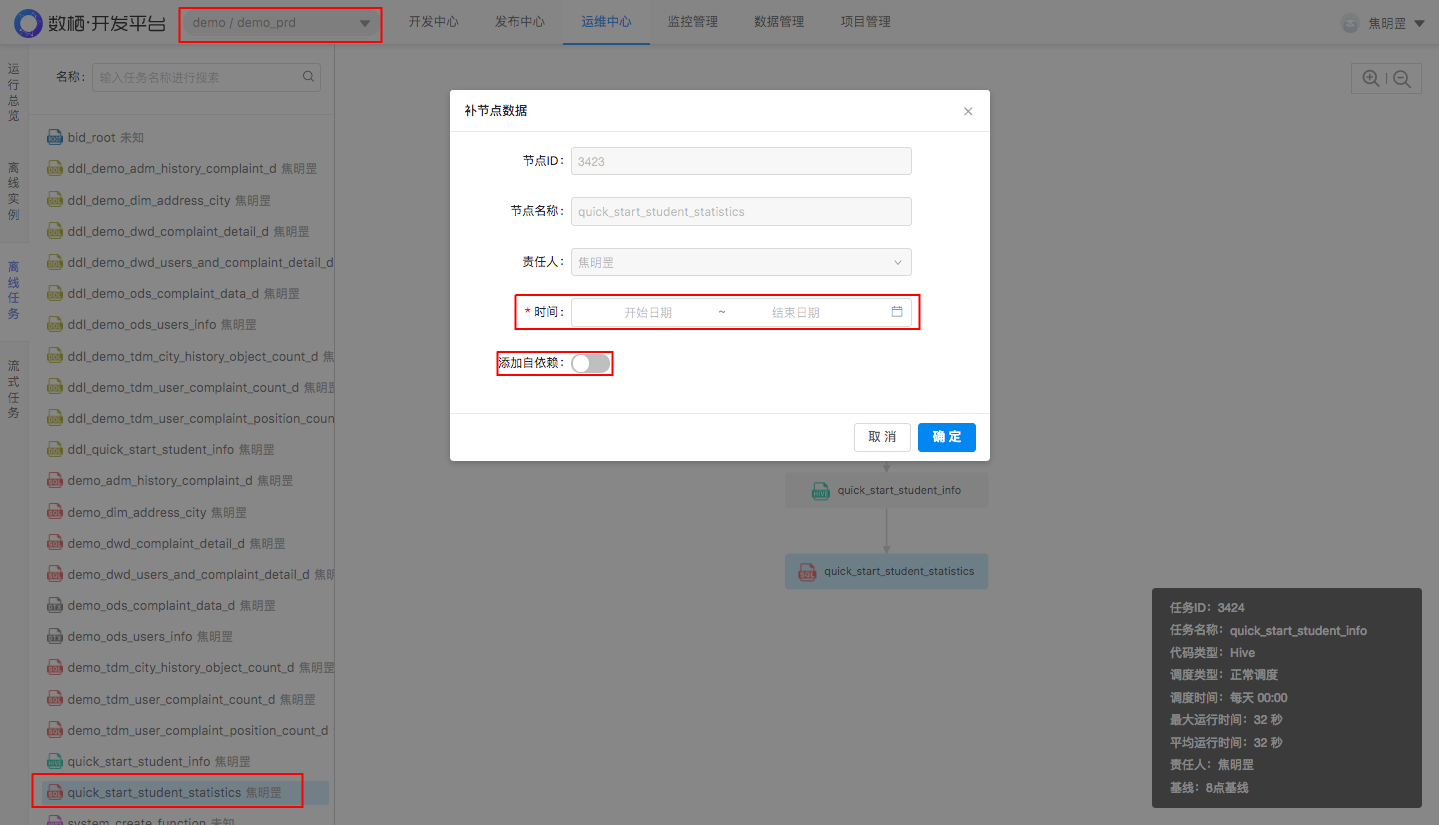 数栖·开发平台
demo / demo_prd
开发中心
发布中心
运维中心
监控管理
数据管理
项目管理
焦明罡
运行总览
离线实例
离线任务
流式任务
名称:
输入任务名称进行搜索
bid_root 未知
ddl_demo_adm_history_complaint_d 焦明罡
ddl_demo_dim_address_city 焦明罡
ddl_demo_dwd_complaint_detail_d 焦明罡
ddl_demo_dwd_users_and_complaint_detail_d
ddl_demo_ods_complaint_data_d 焦明罡
ddl_demo_ods_users_info 焦明罡
ddl_demo_tdm_city_history_object_count_d 焦
ddl_demo_tdm_user_complaint_count_d 焦明
ddl_demo_tdm_user_complaint_position_coun
ddl_quick_start_student_info 焦明罡
demo_adm_history_complaint_d 焦明罡
demo_dim_address_city 焦明罡
demo_dwd_complaint_detail_d 焦明罡
demo_dwd_users_and_complaint_detail_d 焦明
demo_ods_complaint_data_d 焦明罡
demo_ods_users_info 焦明罡
demo_tdm_city_history_object_count_d 焦明罡
demo_tdm_user_complaint_count_d 焦明罡
demo_tdm_user_complaint_position_count_d
quick_start_student_info 焦明罡
quick_start_student_statistics 焦明罡
system_create_function 未知
补节点数据
节点ID:
3423
节点名称:
quick_start_student_statistics
责任人:
焦明罡
* 时间:
开始日期 ~ 结束日期
添加自依赖:
取 消
确 定
quick_start_student_info
quick_start_student_statistics
任务ID: 3424
任务名称: quick_start_student_info
代码类型: Hive
调度类型: 正常调度
调度时间: 每天 00:00
最大运行时间: 32 秒
平均运行时间: 32 秒
责任人: 焦明罡
基线: 8点基线